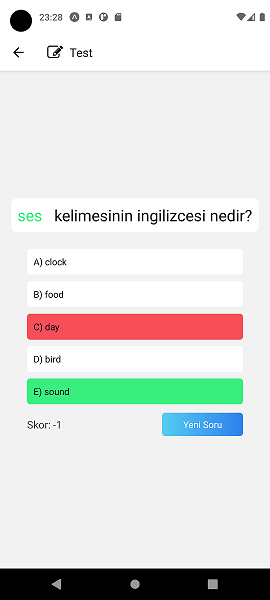 23:28
Test
ses kelimesinin ingilizcesi nedir?
A) clock
B) food
C) day
D) bird
E) sound
Skor: -1
Yeni Soru